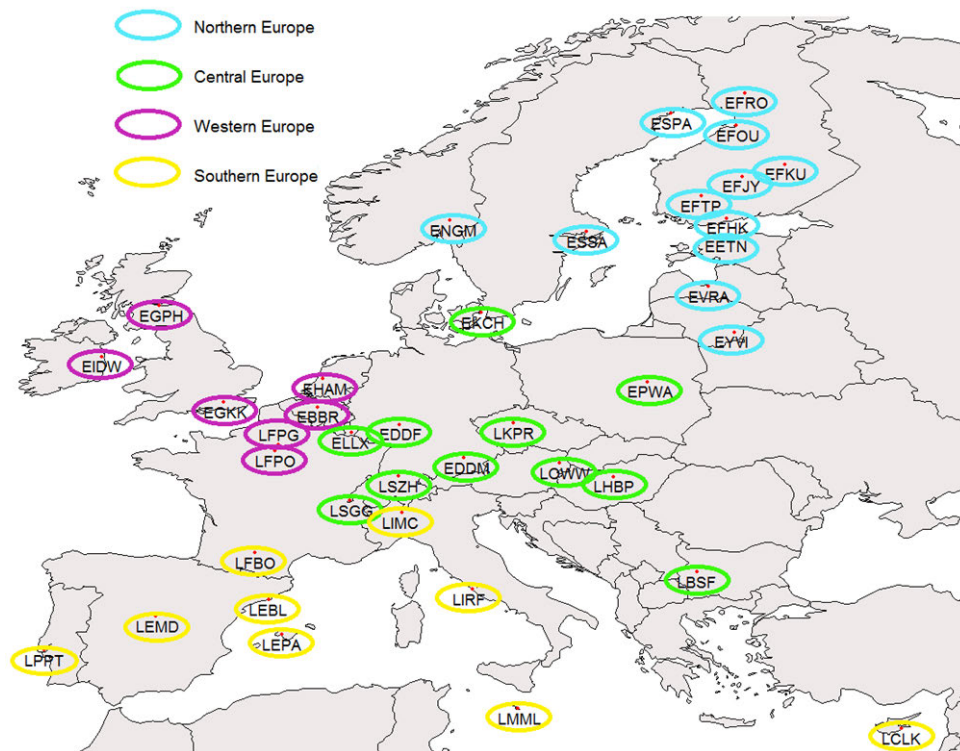 Northern Europe
Central Europe
Western Europe
Southern Europe
EFRO
ESPA
EFOU
EFKU
EFJY
EFTP
EFHK
ENGM
ESSA
EETN
EVRA
EGPH
EKCH
EYVI
EIDW
EHAM
EPWA
EGKK
EBBR
LFPG
ELLX
EDDF
LKPR
LFPO
EDDM
LOWW
LSZH
LHBP
LSGG
LIMC
LFBO
LBSF
LIRF
LEBL
LEMD
LEPA
LPPT
LMML
LCLK